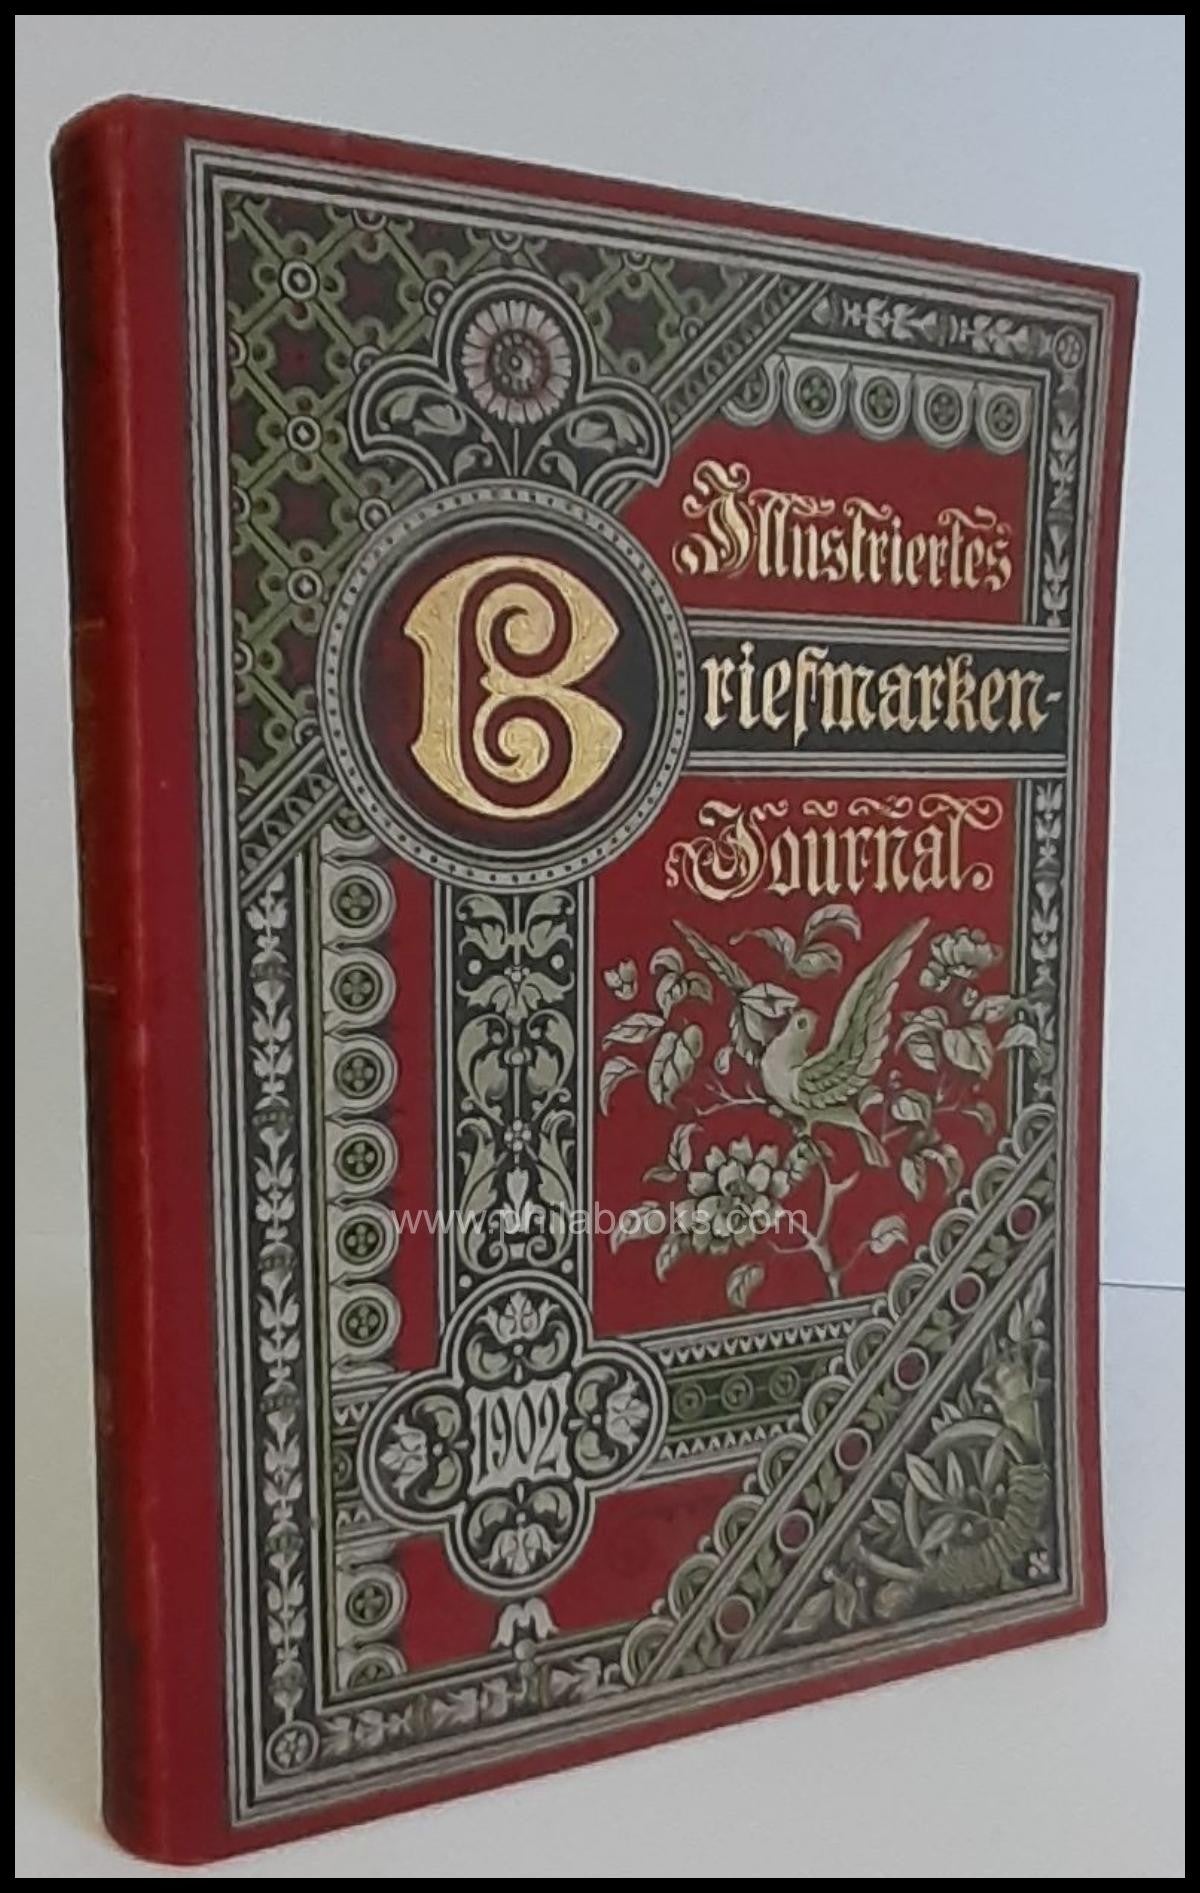 Illustriertes
Briefmarken-
Journal.
www.philabooks.com
1902